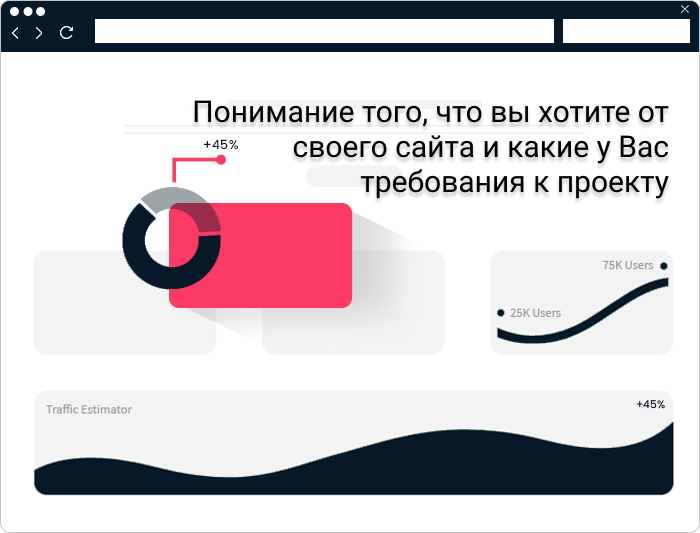 Понимание того, что вы хотите от
своего сайта и какие у Вас
требования к проекту
+45%
75K Users
25K Users
Traffic Estimator
+45%